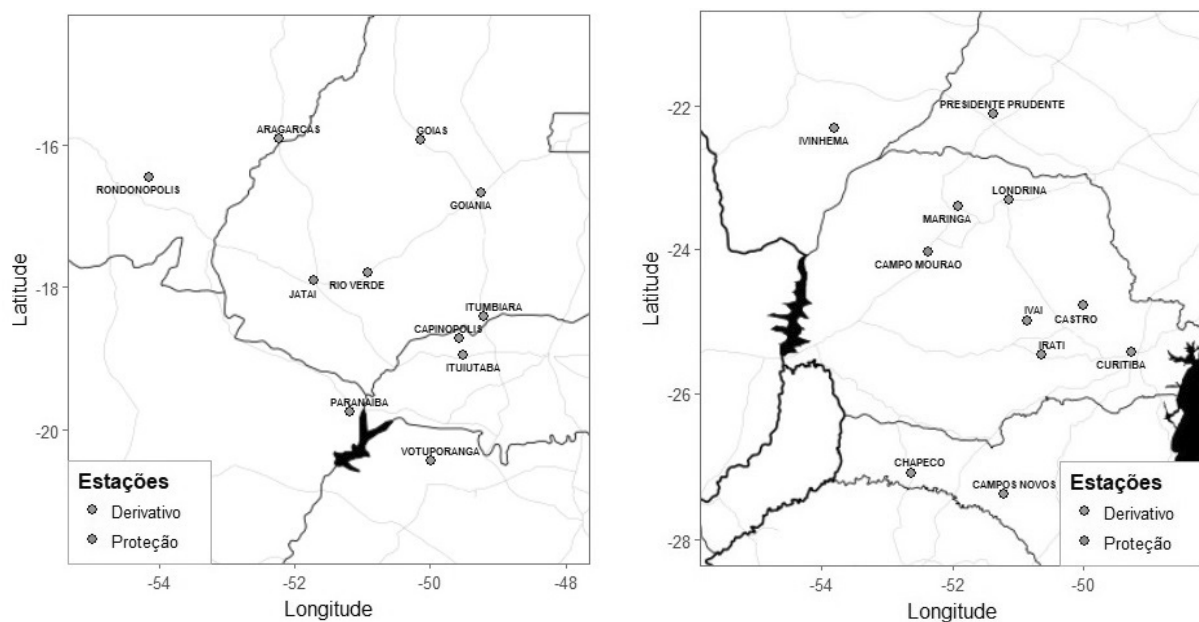 ARAGARCAS
GOIAS
-16
RONDONOPOLIS
GOIANIA
Latitude
-18
JATAI
RIO VERDE
ITUMBIARA
CAPINOPOLIS
ITUIUTABA
PARANAIBA
-20
VOTUPORANGA
Estações
Derivativo
Proteção
-54
-52
-50
-48
Longitude
-22
PRESIDENTE PRUDENTE
IVINHEMA
LONDRINA
MARINGA
-24
CAMPO MOURAO
Latitude
IVAI
CASTRO
IRATI
CURITIBA
-26
CHAPECO
CAMPOS NOVOS
Estações
Derivativo
Proteção
-28
-54
-52
-50
Longitude